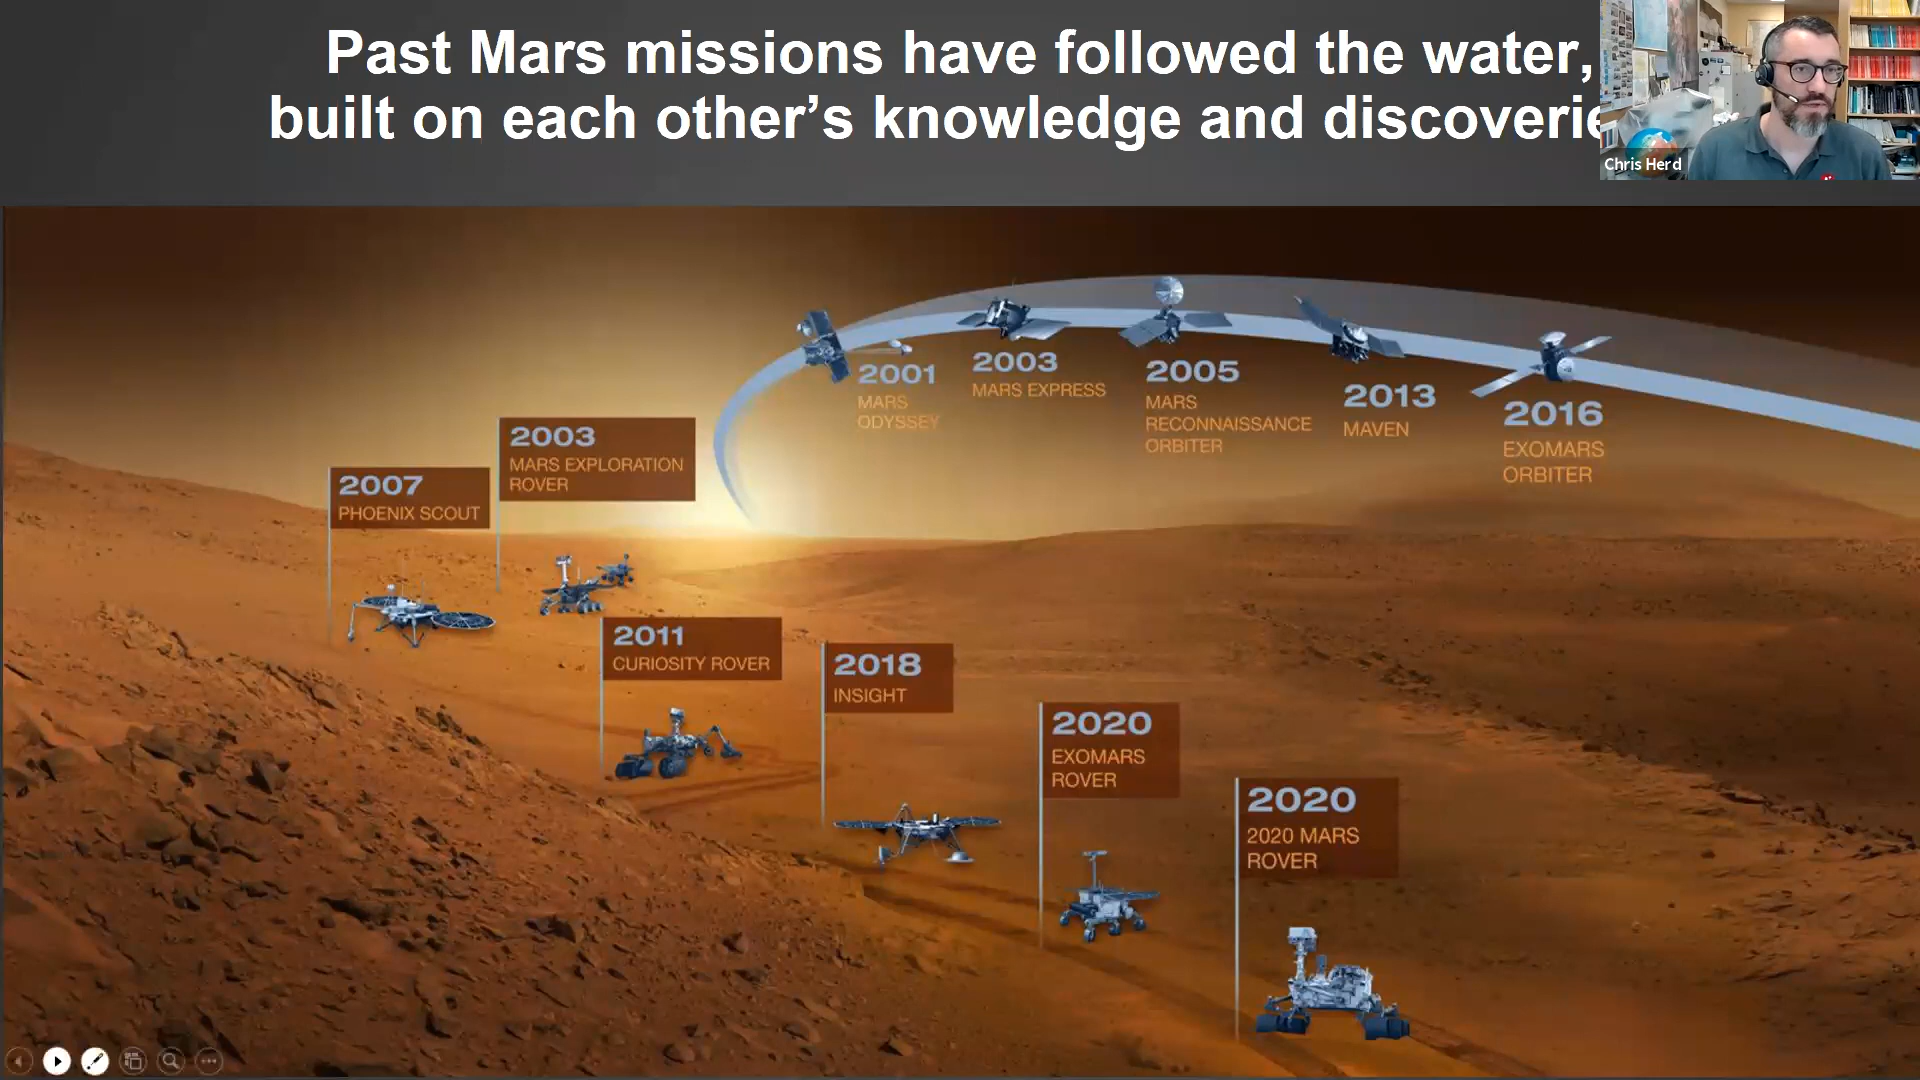 Past Mars missions have followed the water,
built on each other's knowledge and discoverie
Chris Herd
2001
MARS
ODYSSEY
2003
MARS EXPRESS
2005
MARS
RECONNAISSANCE
ORBITER
2013
MAVEN
2016
EXOMARS
ORBITER
2003
MARS EXPLORATION
ROVER
2007
PHOENIX SCOUT
2011
CURIOSITY ROVER
2018
INSIGHT
2020
EXOMARS
ROVER
2020
2020 MARS
ROVER